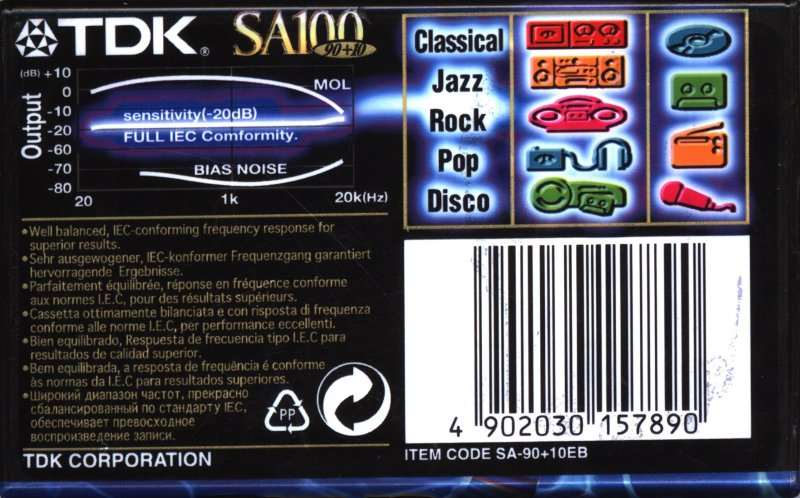 TDK®
SA100
90+10
(dB) +10
0
-10
-20
-60
-70
-80
Output
MOL
sensitivity(-20dB)
FULL IEC Comformity.
BIAS NOISE
20 1k 20k(Hz)
•Well balanced, IEC-conforming frequency response for
superior results.
•Sehr ausgewogener, IEC-konformer Frequenzgang garantiert
hervorragende Ergebnisse.
•Parfaitement équilibrée, réponse en fréquence conforme
aux normes I.E.C, pour des résultats supérieurs.
•Cassetta ottimamente bilanciata e con risposta di frequenza
conforme alle norme I.E.C, per performance eccellenti.
•Bien equilibrado, Respuesta de frecuencia tipo I.E.C para
resultados de calidad superior.
•Bem equilibrada, a resposta de frequência é conforme
às normas da I.E.C para resultados superiores.
•Широкий диапазон частот, прекрасно
сбалансированный по стандарту IEC,
обеспечивает превосходное
воспроизведение записи.
PP
TDK CORPORATION
Classical
Jazz
Rock
Pop
Disco
4 902030 157890
ITEM CODE SA-90+10EB